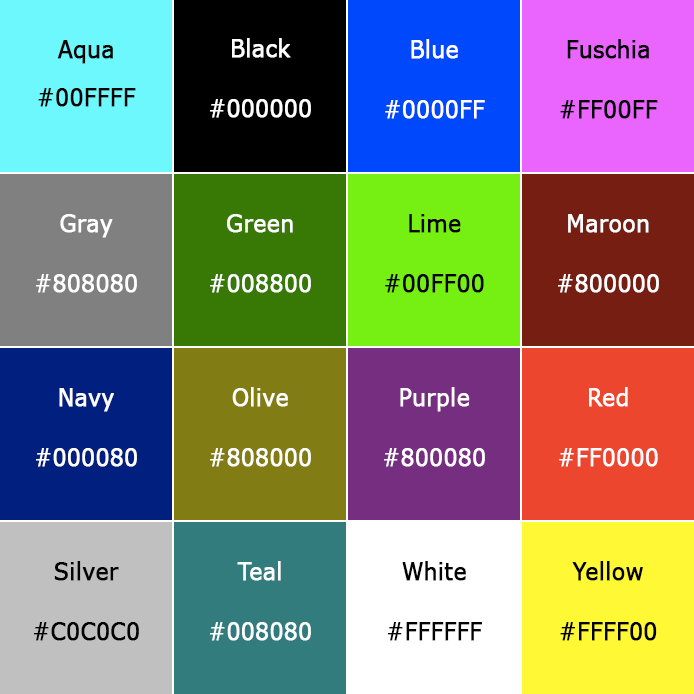 Aqua
#00FFFF
Black
#000000
Blue
#0000FF
Fuschia
#FF00FF
Gray
#808080
Green
#008800
Lime
#00FF00
Maroon
#800000
Navy
#000080
Olive
#808000
Purple
#800080
Red
#FF0000
Silver
#C0C0C0
Teal
#008080
White
#FFFFFF
Yellow
#FFFF00